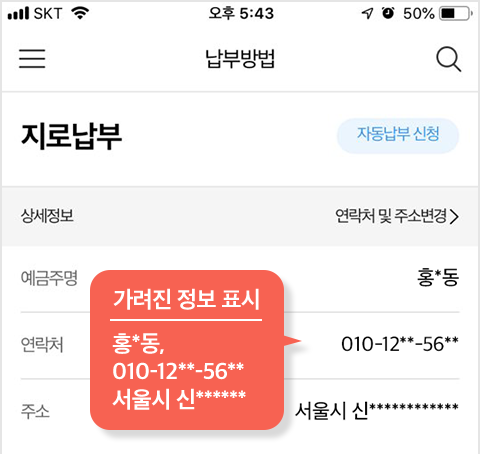 SKT 오후 5:43 50%
납부방법
지로납부 자동납부 신청
상세정보 연락처 및 주소변경
예금주명 홍*동
연락처 010-12**-56**
주소 서울시 신************
가려진 정보 표시
홍*동,
010-12**-56**
서울시 신******